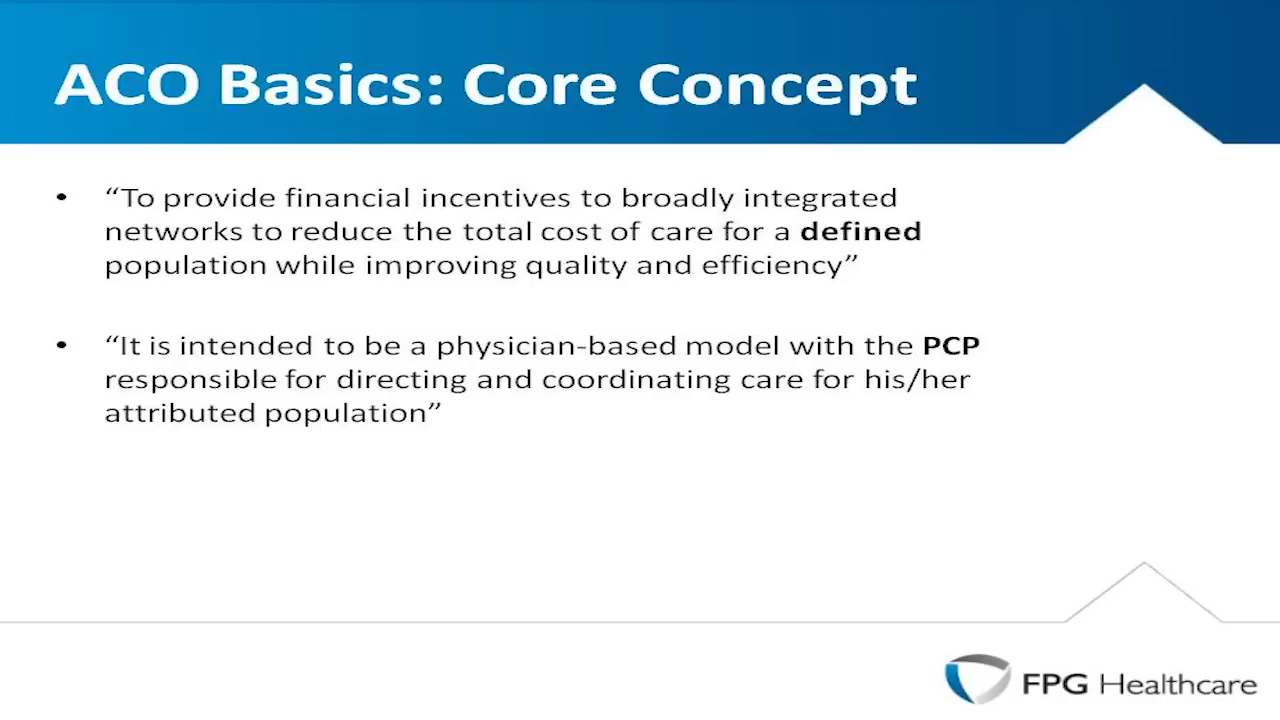 ACO Basics: Core Concept
• “To provide financial incentives to broadly integrated
networks to reduce the total cost of care for a defined
population while improving quality and efficiency”
• “It is intended to be a physician-based model with the PCP
responsible for directing and coordinating care for his/her
attributed population”
FPG Healthcare